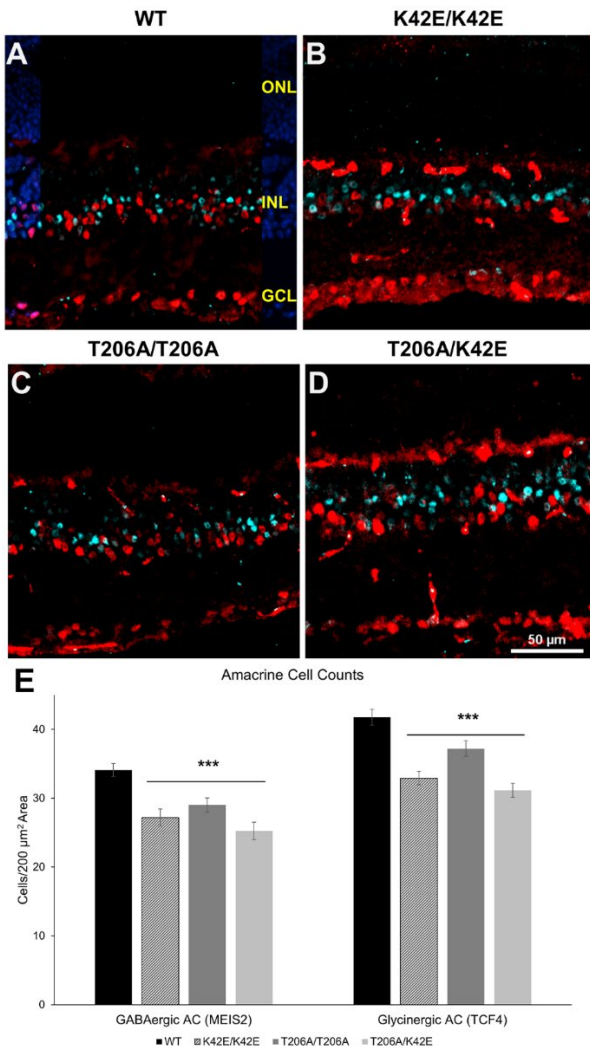 WT
K42E/K42E
A
B
ONL
INL
GCL
T206A/T206A
T206A/K42E
C
D
50 µm
E
Amacrine Cell Counts
***
***
40
30
20
10
0
Cells/200 µm² Area
GABAergic AC (MEIS2)
Glycinergic AC (TCF4)
WT K42E/K42E T206A/T206A T206A/K42E